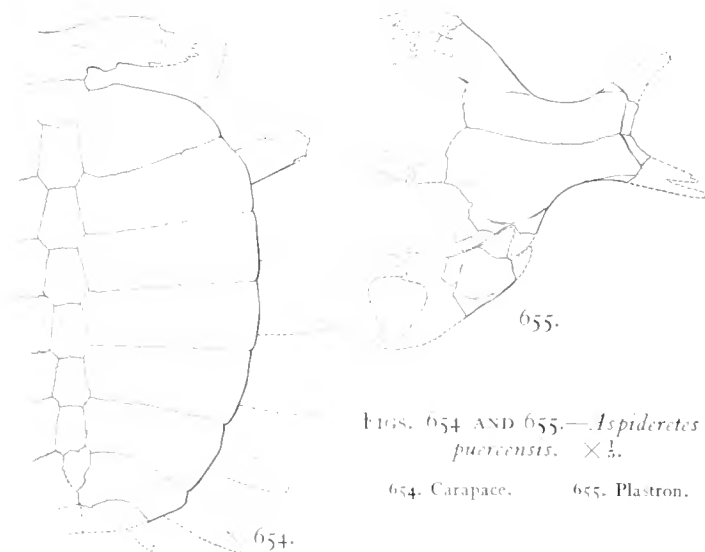 655.
FIGS. 654 AND 655.—Aspideretes
puercensis. × ⅓.
654. Carapace. 655. Plastron.
654.